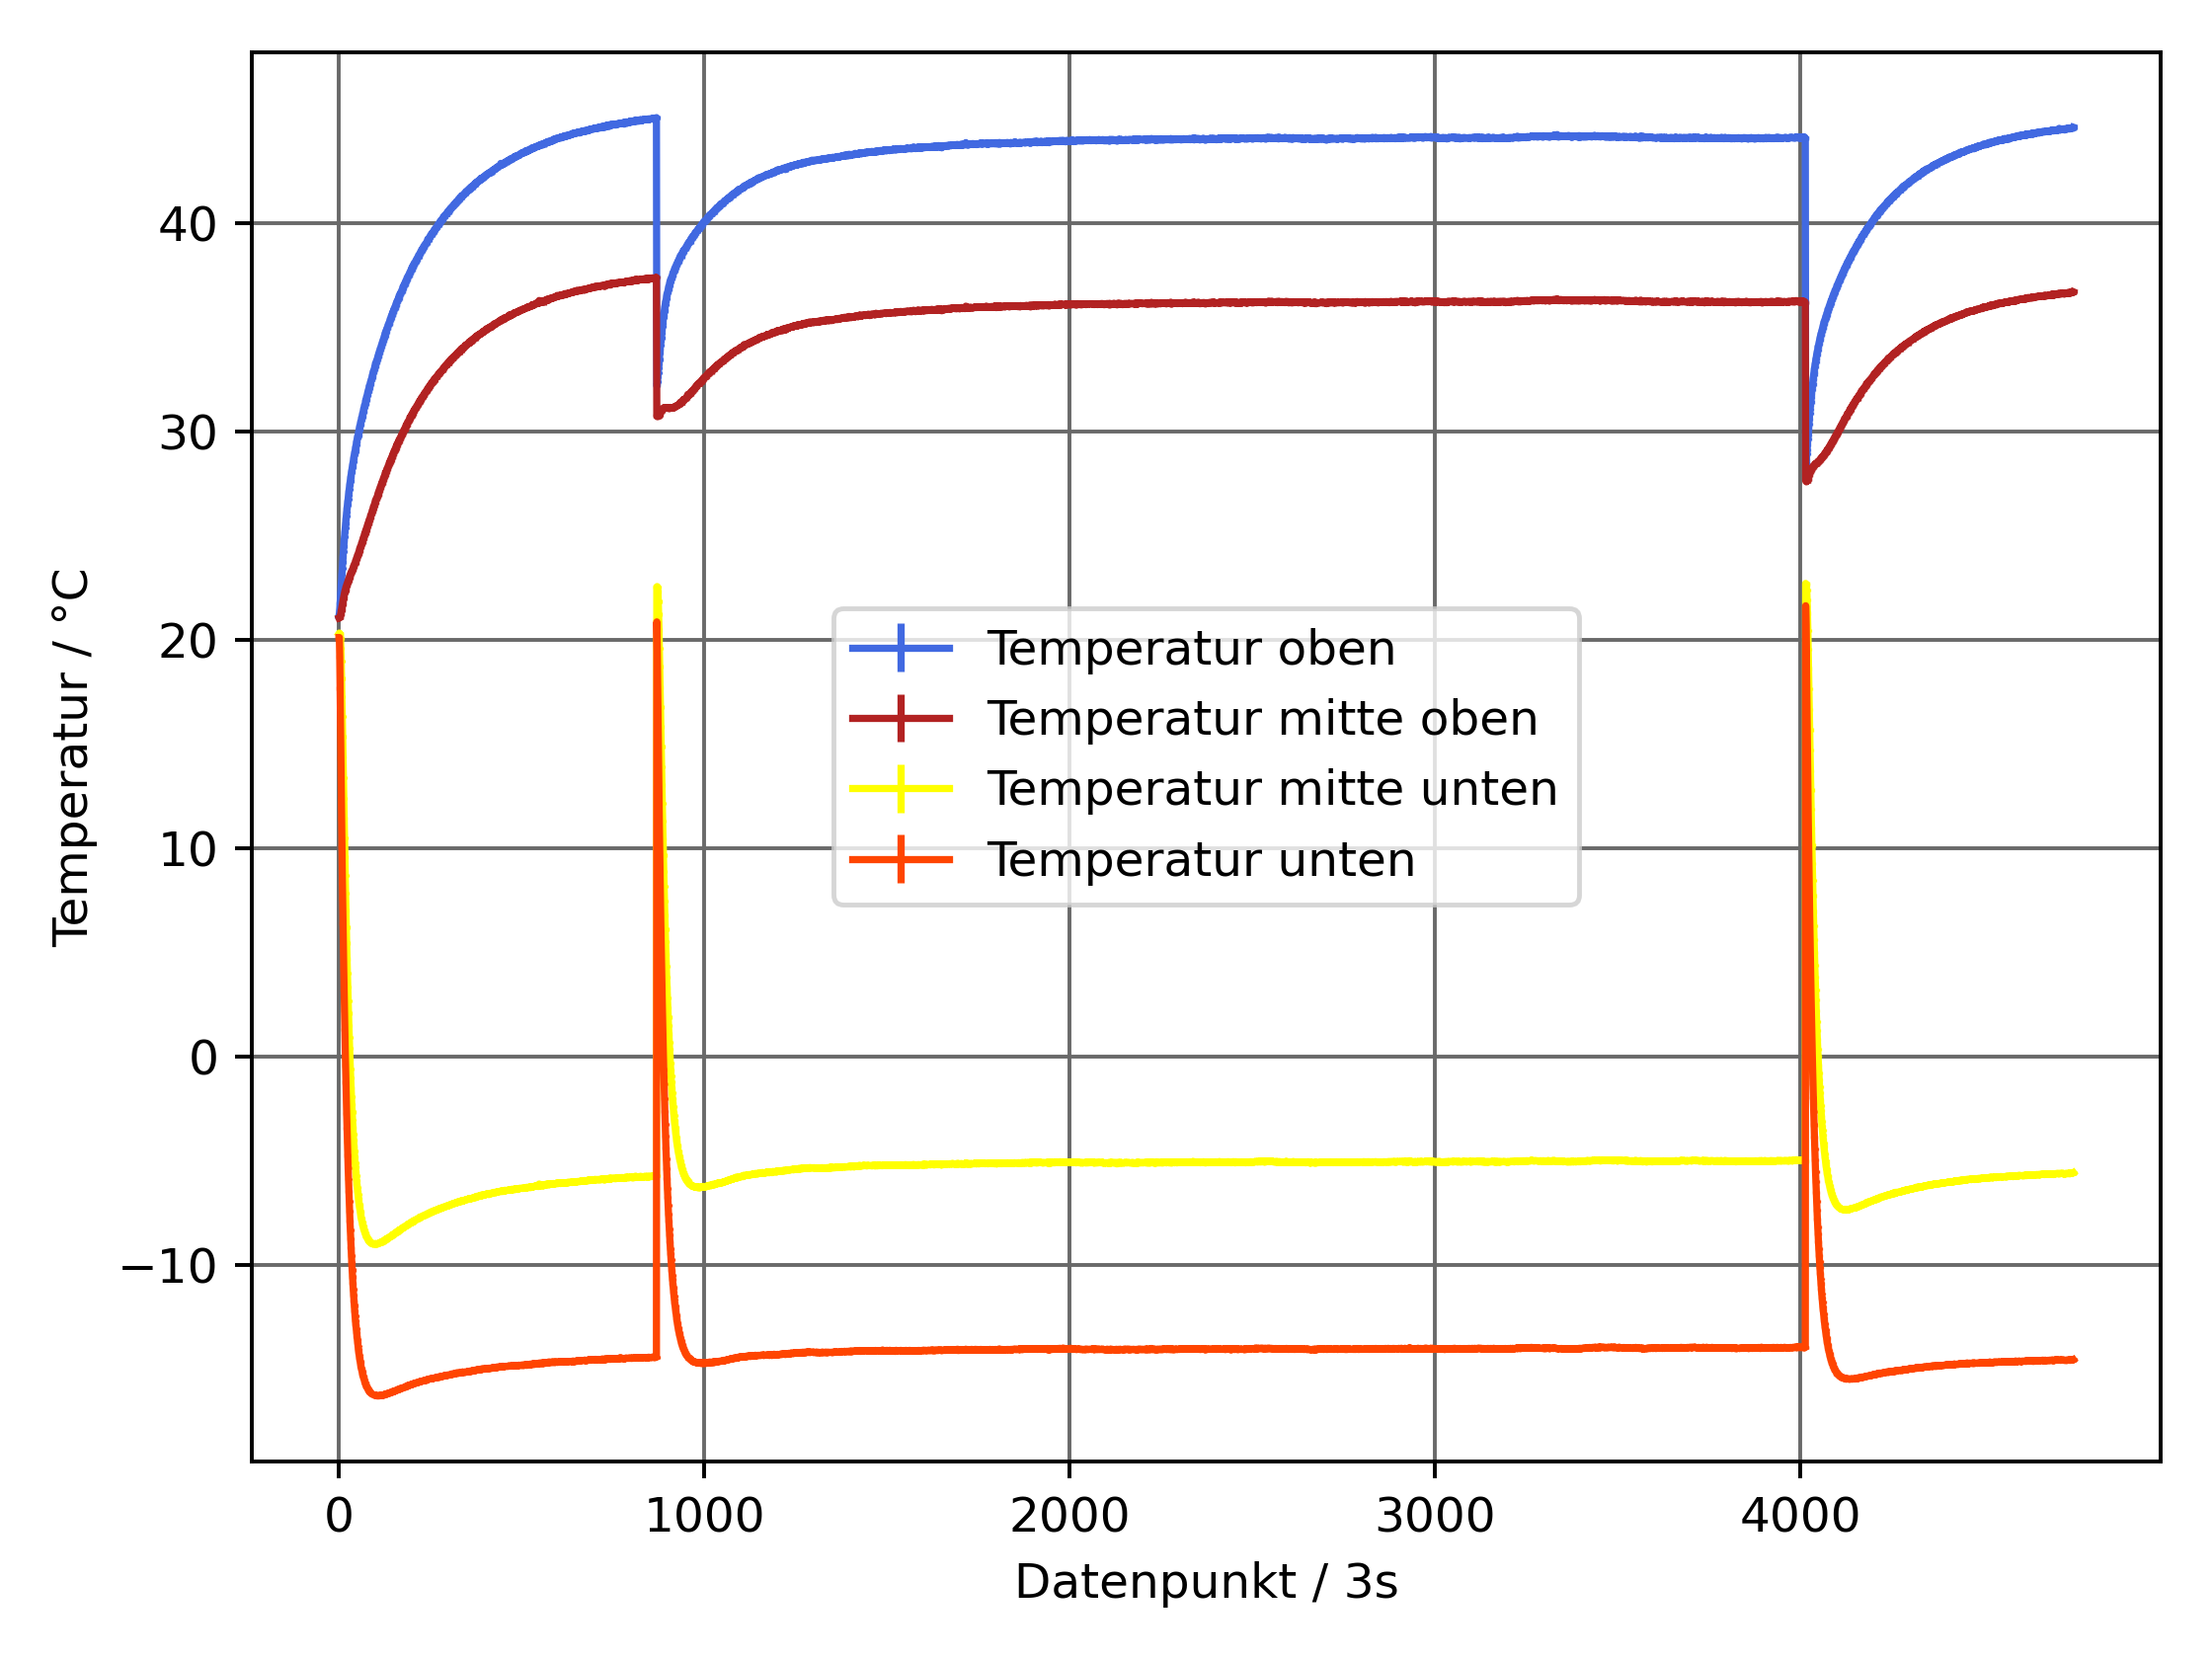 Temperatur / °C
40
30
20
10
0
−10
Temperatur oben
Temperatur mitte oben
Temperatur mitte unten
Temperatur unten
0 1000 2000 3000 4000
Datenpunkt / 3s